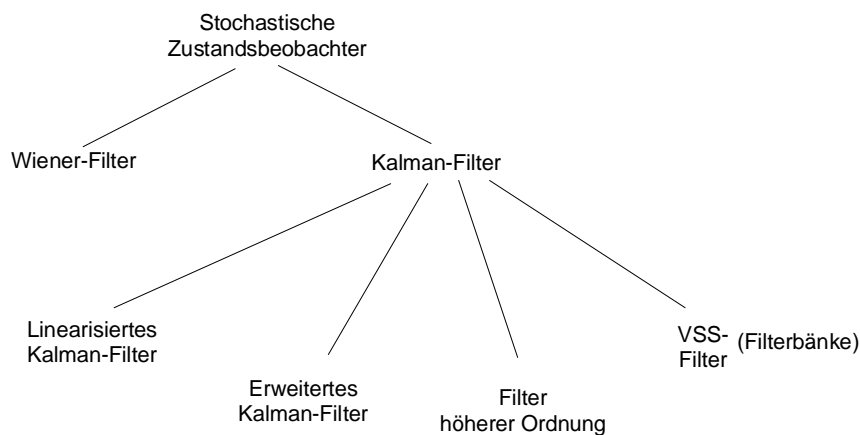 Stochastische
Zustandsbeobachter
Wiener-Filter
Kalman-Filter
Linearisiertes
Kalman-Filter
Erweitertes
Kalman-Filter
Filter
höherer Ordnung
VSS-
Filter (Filterbänke)